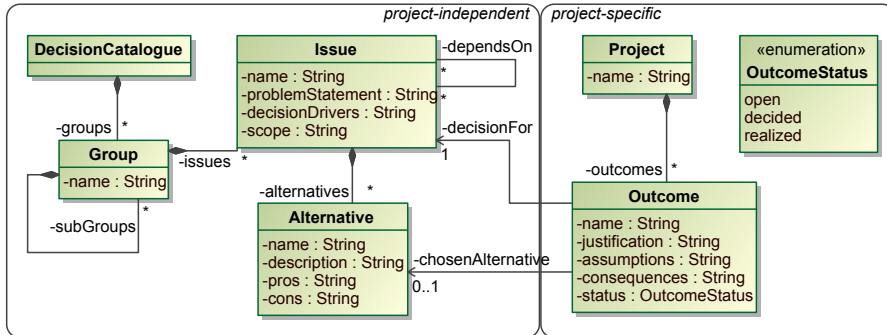 project-independent
project-specific
DecisionCatalogue
-groups
*
Group
-name : String
-subGroups
*
-issues
*
Issue
-name : String
-problemStatement : String
-decisionDrivers : String
-scope : String
-dependsOn
*
*
-decisionFor
1
-alternatives
*
Alternative
-name : String
-description : String
-pros : String
-cons : String
-chosenAlternative
0..1
Project
-name : String
-outcomes
*
Outcome
-name : String
-justification : String
-assumptions : String
-consequences : String
-status : OutcomeStatus
«enumeration»
OutcomeStatus
open
decided
realized